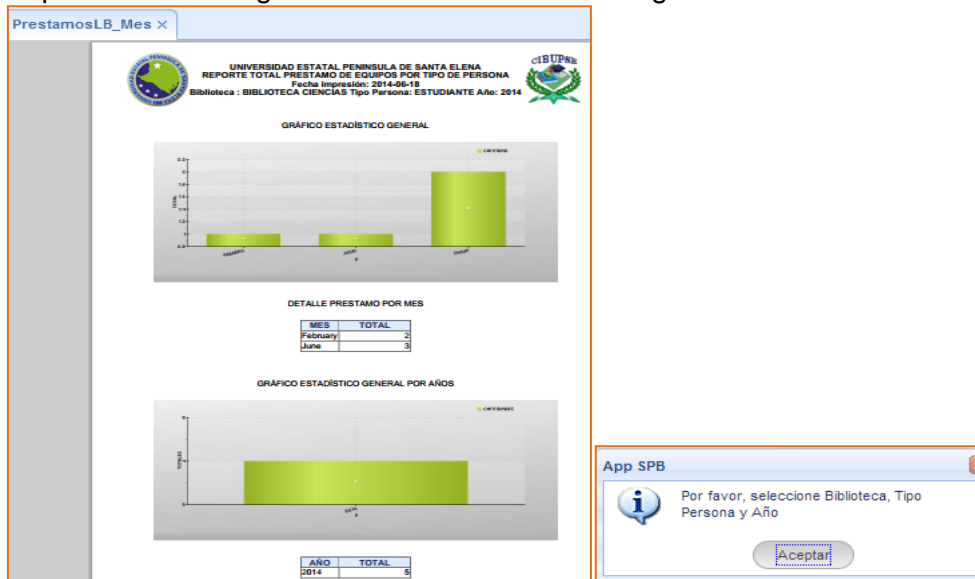 PrestamosLB_Mes ×
UNIVERSIDAD ESTATAL PENINSULA DE SANTA ELENA
REPORTE TOTAL PRESTAMO DE EQUIPOS POR TIPO DE PERSONA
Fecha Impresión: 2014-06-18
Biblioteca : BIBLIOTECA CIENCIAS Tipo Persona: ESTUDIANTE Año: 2014
CIBUPSE
GRÁFICO ESTADÍSTICO GENERAL
DETALLE PRESTAMO POR MES
MES TOTAL
February 2
June 3
GRÁFICO ESTADÍSTICO GENERAL POR AÑOS
AÑO TOTAL
2014 5
App SPB
Por favor, seleccione Biblioteca, Tipo
Persona y Año
Aceptar